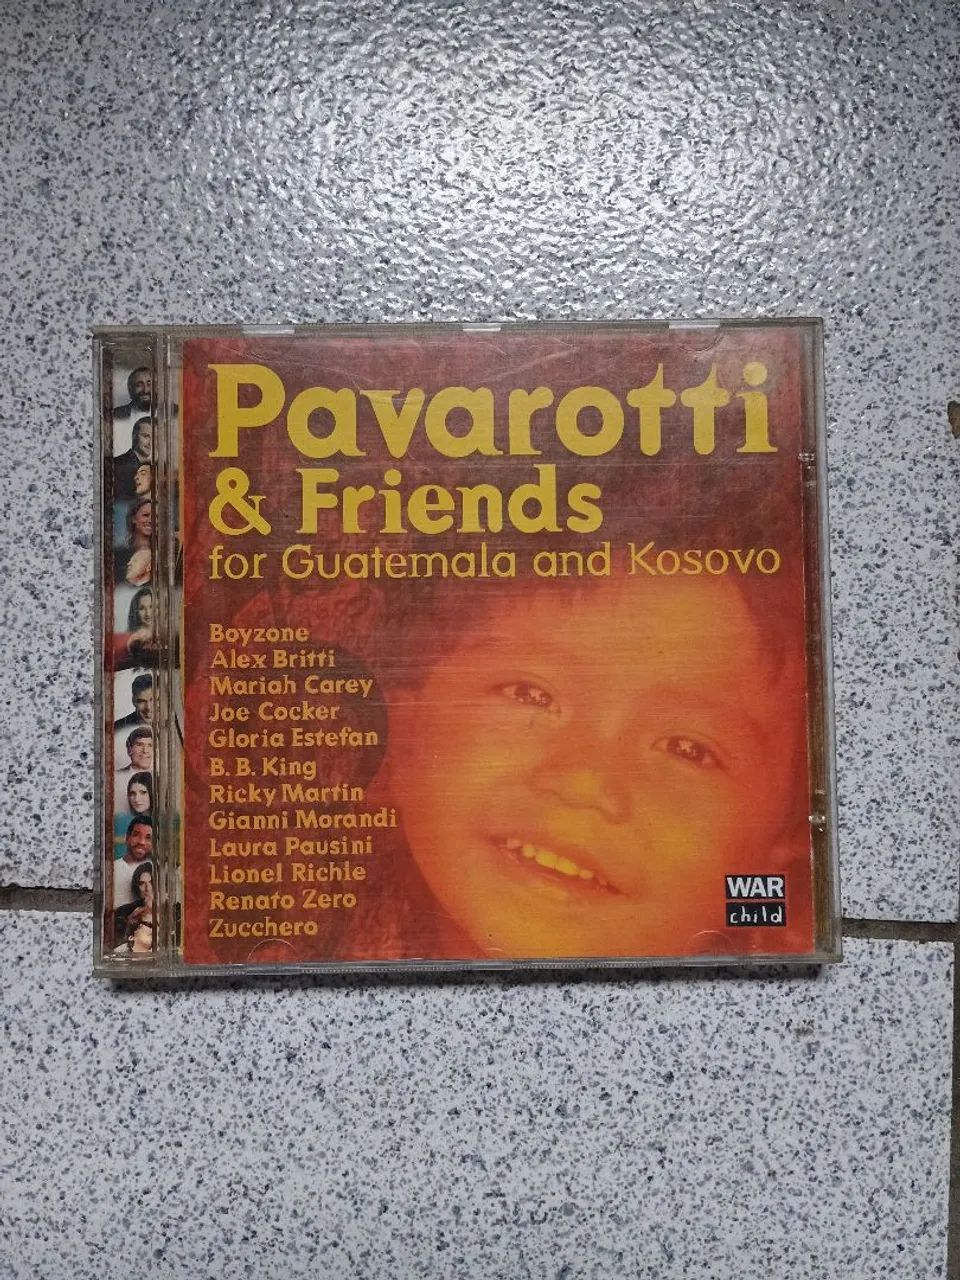 Pavarotti
& Friends
for Guatemala and Kosovo
Boyzone
Alex Britti
Mariah Carey
Joe Cocker
Gloria Estefan
B. B. King
Ricky Martin
Gianni Morandi
Laura Pausini
Lionel Richie
Renato Zero
Zucchero
WAR
child